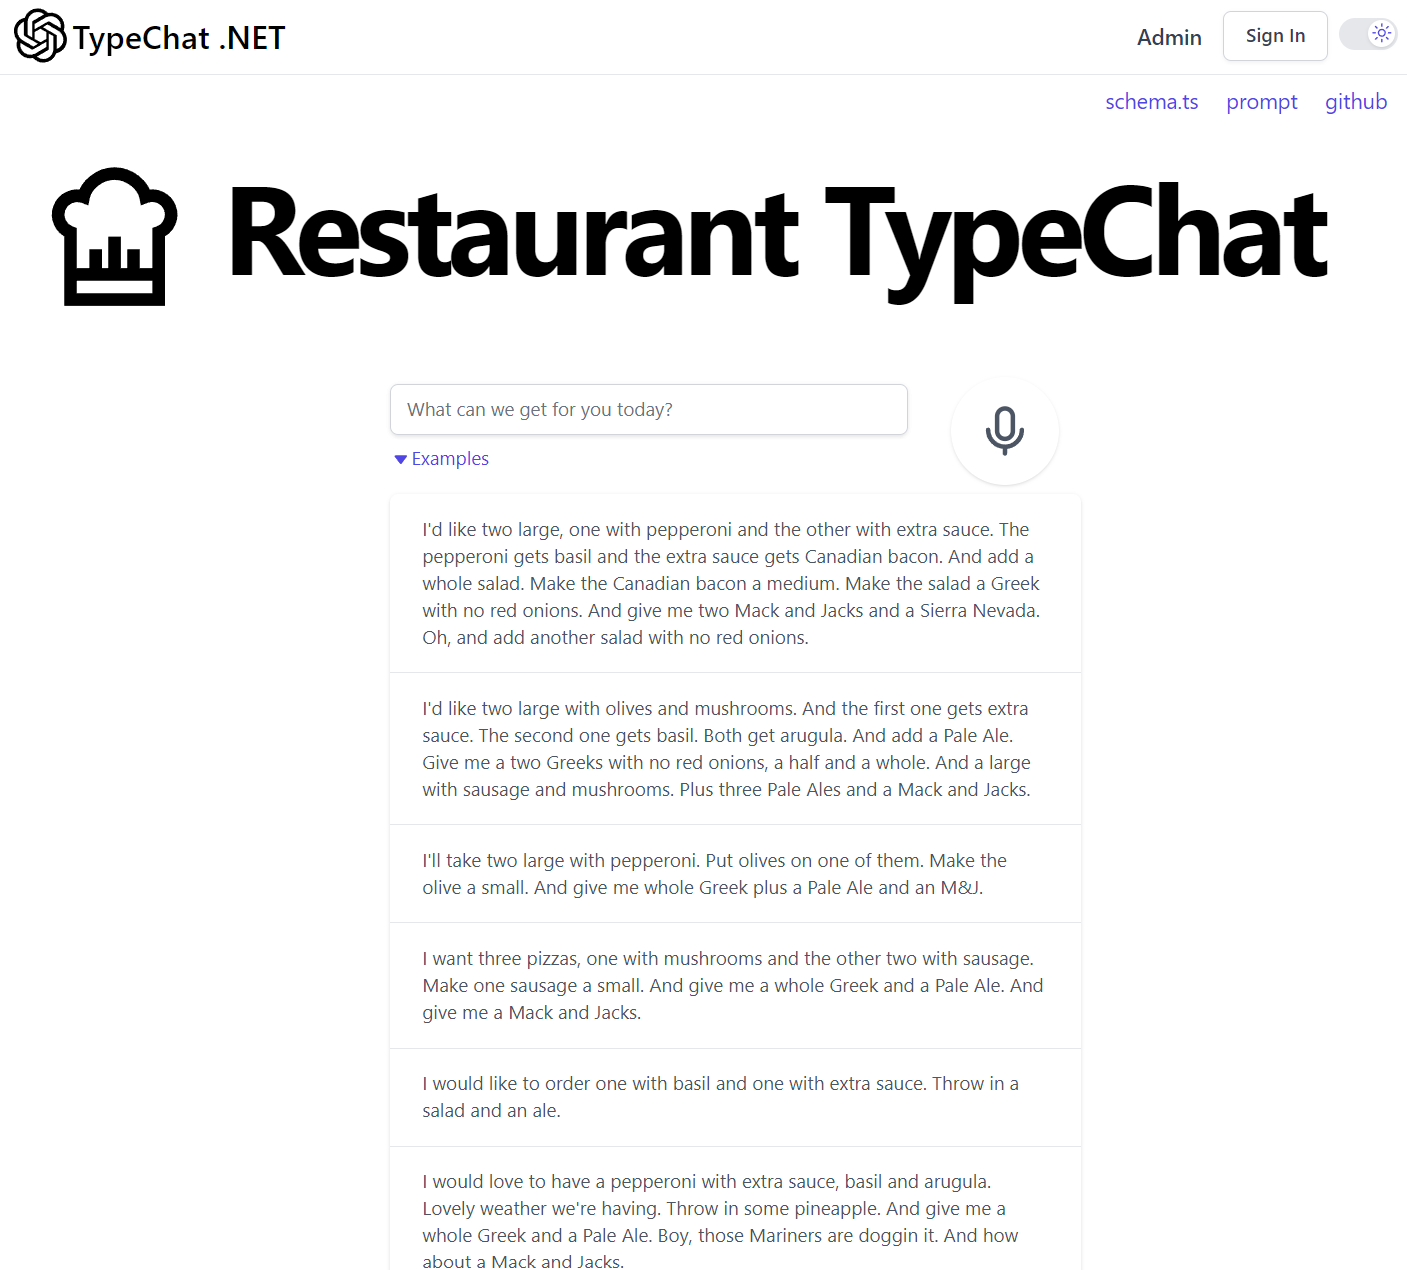 TypeChat .NET
Admin
Sign In
schema.ts
prompt
github
Restaurant TypeChat
What can we get for you today?
Examples
I'd like two large, one with pepperoni and the other with extra sauce. The
pepperoni gets basil and the extra sauce gets Canadian bacon. And add a
whole salad. Make the Canadian bacon a medium. Make the salad a Greek
with no red onions. And give me two Mack and Jacks and a Sierra Nevada.
Oh, and add another salad with no red onions.
I'd like two large with olives and mushrooms. And the first one gets extra
sauce. The second one gets basil. Both get arugula. And add a Pale Ale.
Give me a two Greeks with no red onions, a half and a whole. And a large
with sausage and mushrooms. Plus three Pale Ales and a Mack and Jacks.
I'll take two large with pepperoni. Put olives on one of them. Make the
olive a small. And give me whole Greek plus a Pale Ale and an M&J.
I want three pizzas, one with mushrooms and the other two with sausage.
Make one sausage a small. And give me a whole Greek and a Pale Ale. And
give me a Mack and Jacks.
I would like to order one with basil and one with extra sauce. Throw in a
salad and an ale.
I would love to have a pepperoni with extra sauce, basil and arugula.
Lovely weather we're having. Throw in some pineapple. And give me a
whole Greek and a Pale Ale. Boy, those Mariners are doggin it. And how
about a Mack and Jacks.